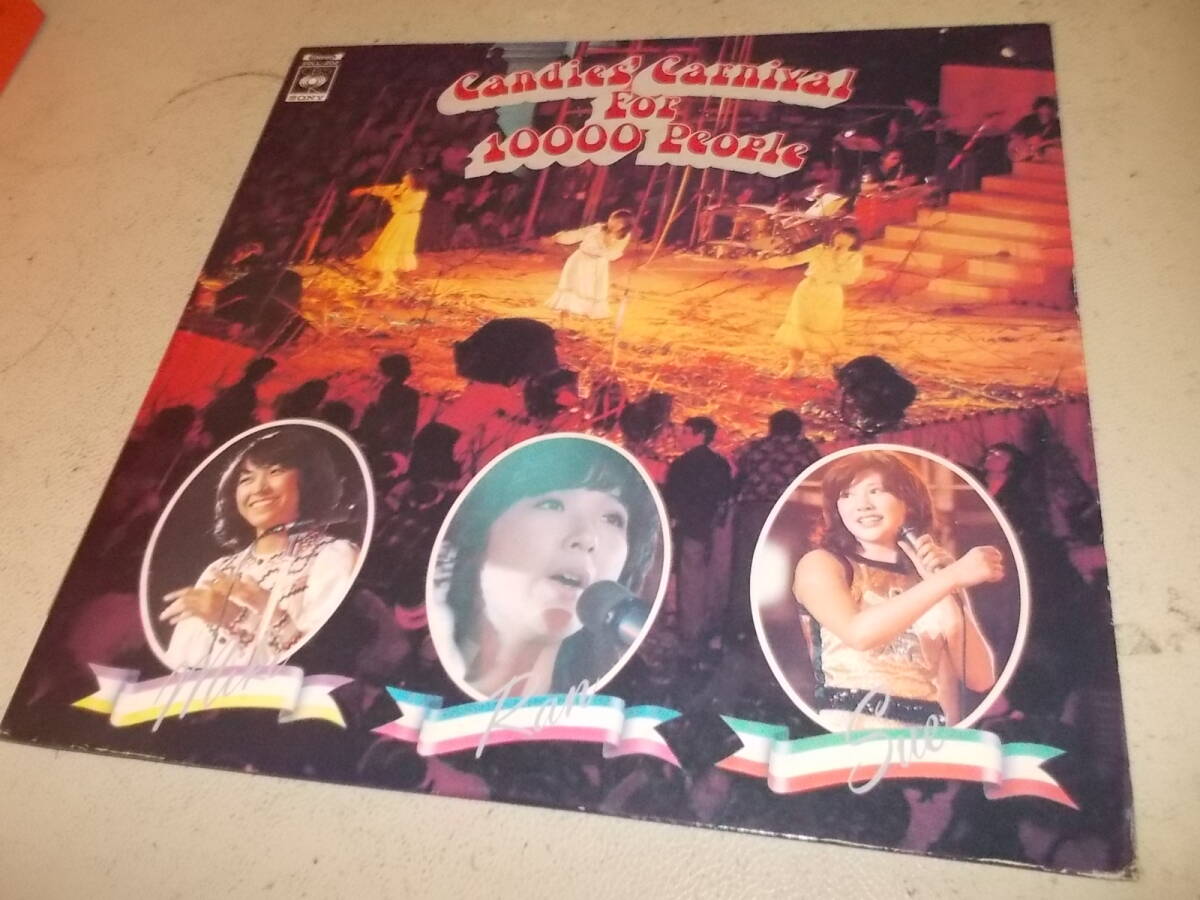 SONY
Candies' Carnival
For
10000 People
Miki
Ran
Sue